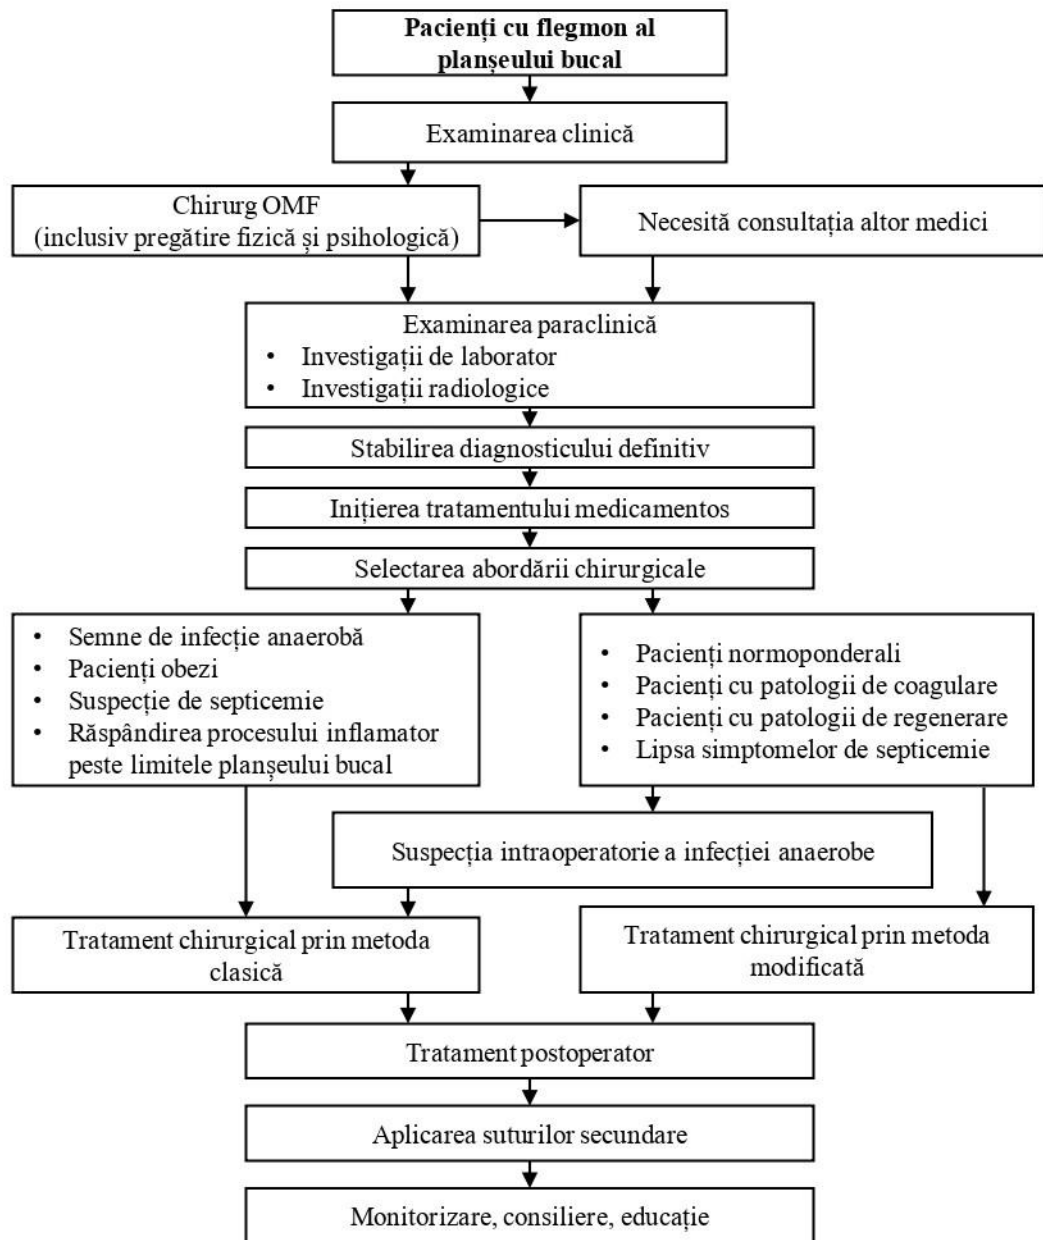 Pacienți cu flegmon al
planșeului bucal
Examinarea clinică
Chirurg OMF
(inclusiv pregătire fizică și psihologică)
Necesită consultația altor medici
Examinarea paraclinică
• Investigații de laborator
• Investigații radiologice
Stabilirea diagnosticului definitiv
Inițierea tratamentului medicamentos
Selectarea abordării chirurgicale
• Semne de infecție anaerobă
• Pacienți obezi
• Suspecție de septicemie
• Răspândirea procesului inflamator
peste limitele planșeului bucal
• Pacienți normoponderali
• Pacienți cu patologii de coagulare
• Pacienți cu patologii de regenerare
• Lipsa simptomelor de septicemie
Suspecția intraoperatorie a infecției anaerobe
Tratament chirurgical prin metoda
clasică
Tratament chirurgical prin metoda
modificată
Tratament postoperator
Aplicarea suturilor secundare
Monitorizare, consiliere, educație